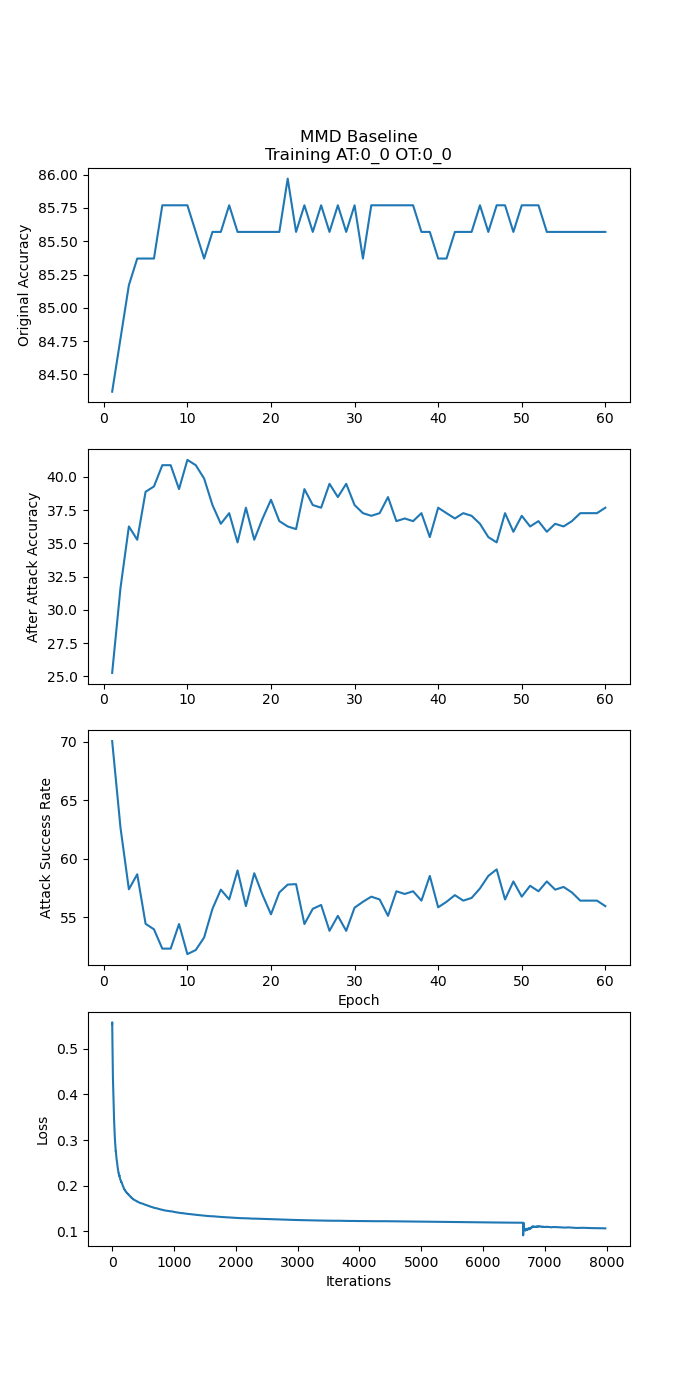 MMD Baseline
Training AT:0_0 OT:0_0
86.00
85.75
85.50
85.25
85.00
84.75
84.50
Original Accuracy
0 10 20 30 40 50 60
40.0
37.5
35.0
32.5
30.0
27.5
25.0
After Attack Accuracy
0 10 20 30 40 50 60
70
65
60
55
Attack Success Rate
0 10 20 30 40 50 60
Epoch
0.5
0.4
0.3
0.2
0.1
Loss
0 1000 2000 3000 4000 5000 6000 7000 8000
Iterations